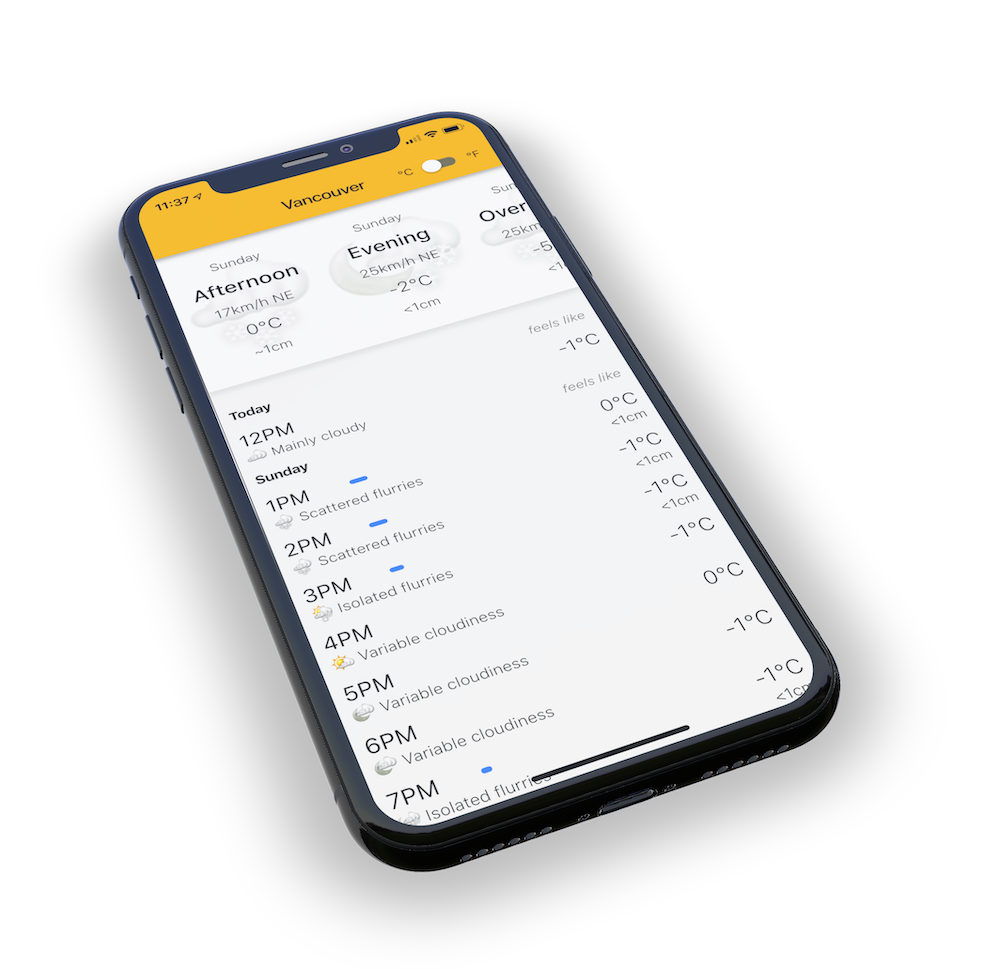 11:37
Vancouver
°C
°F
Sunday
Afternoon
17km/h NE
0°C
~1cm
Sunday
Evening
25km/h NE
-2°C
<1cm
Sun
Over
25km
-5
<1
feels like
Today
12PM
-1°C
Mainly cloudy
feels like
Sunday
1PM
0°C
Scattered flurries
<1cm
2PM
-1°C
Scattered flurries
<1cm
3PM
-1°C
Isolated flurries
<1cm
4PM
-1°C
Variable cloudiness
5PM
0°C
Variable cloudiness
6PM
-1°C
Variable cloudiness
7PM
-1°C
Isolated flurries
<1cm